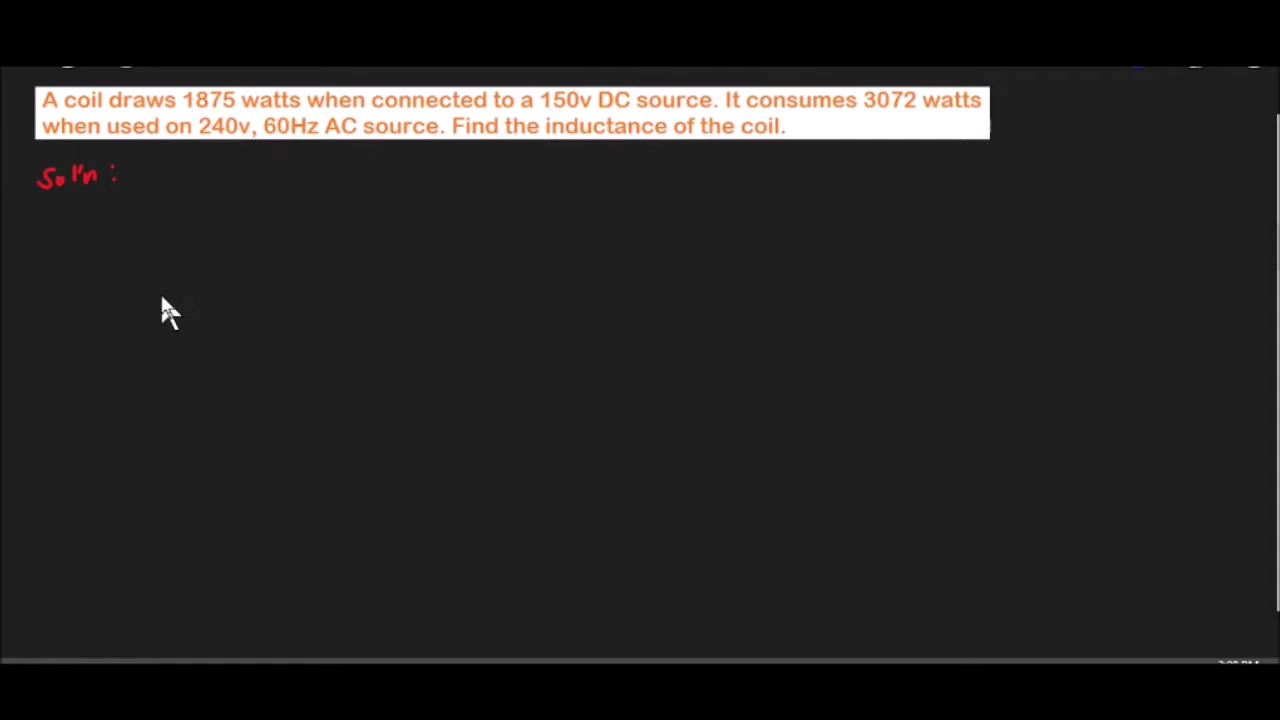 A coil draws 1875 watts when connected to a 150v DC source. It consumes 3072 watts
when used on 240v, 60Hz AC source. Find the inductance of the coil.
Sol'n :